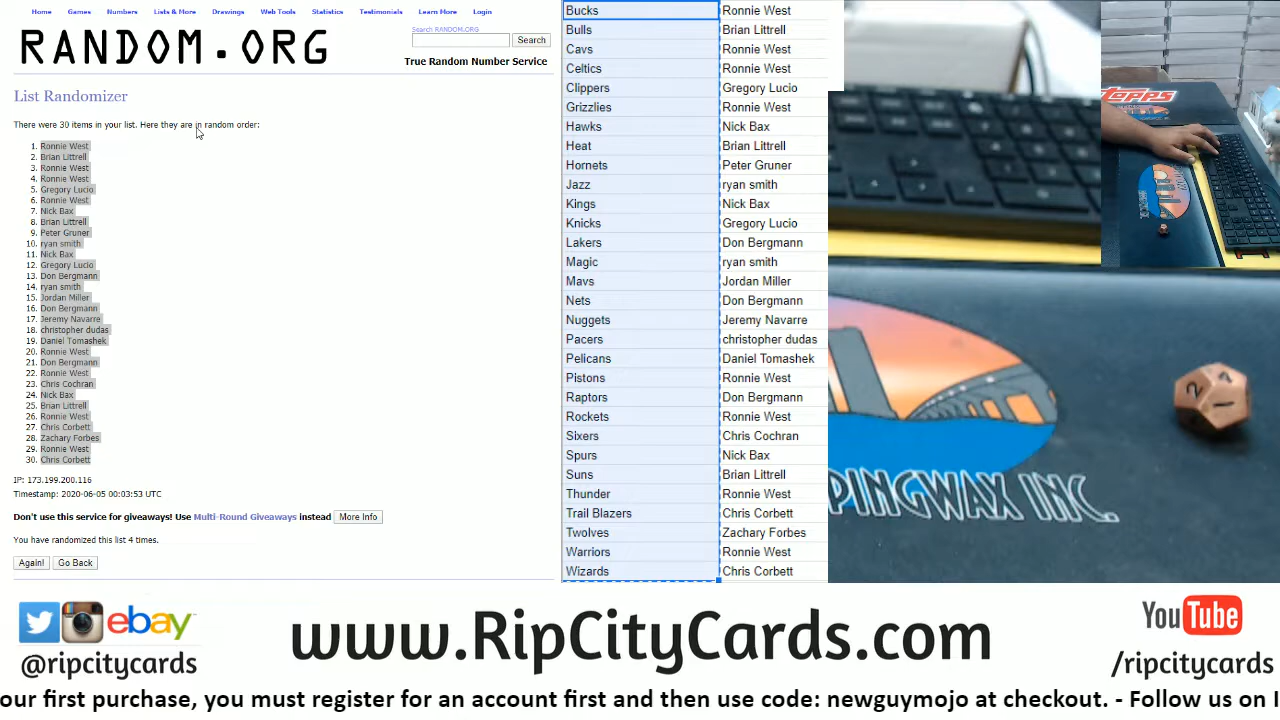 Home Games Numbers Lists & More Drawings Web Tools Statistics Testimonials Learn More Login
RANDOM.ORG
Search RANDOM.ORG
Search
True Random Number Service
List Randomizer
There were 30 items in your list. Here they are in random order:
1. Ronnie West
2. Brian Littrell
3. Ronnie West
4. Ronnie West
5. Gregory Lucio
6. Ronnie West
7. Nick Bax
8. Brian Littrell
9. Peter Gruner
10. ryan smith
11. Nick Bax
12. Gregory Lucio
13. Don Bergmann
14. ryan smith
15. Jordan Miller
16. Don Bergmann
17. Jeremy Navarre
18. christopher dudas
19. Daniel Tomashek
20. Ronnie West
21. Don Bergmann
22. Ronnie West
23. Chris Cochran
24. Nick Bax
25. Brian Littrell
26. Ronnie West
27. Chris Corbett
28. Zachary Forbes
29. Ronnie West
30. Chris Corbett
IP: 173.199.200.116
Timestamp: 2020-06-05 00:03:53 UTC
Don't use this service for giveaways! Use Multi-Round Giveaways instead More Info
You have randomized this list 4 times.
Again! Go Back
Bucks Ronnie West
Bulls Brian Littrell
Cavs Ronnie West
Celtics Ronnie West
Clippers Gregory Lucio
Grizzlies Ronnie West
Hawks Nick Bax
Heat Brian Littrell
Hornets Peter Gruner
Jazz ryan smith
Kings Nick Bax
Knicks Gregory Lucio
Lakers Don Bergmann
Magic ryan smith
Mavs Jordan Miller
Nets Don Bergmann
Nuggets Jeremy Navarre
Pacers christopher dudas
Pelicans Daniel Tomashek
Pistons Ronnie West
Raptors Don Bergmann
Rockets Ronnie West
Sixers Chris Cochran
Spurs Nick Bax
Suns Brian Littrell
Thunder Ronnie West
Trail Blazers Chris Corbett
Twolves Zachary Forbes
Warriors Ronnie West
Wizards Chris Corbett
Topps
2 1
PINGWAX INC.
ebay
@ripcitycards
www.RipCityCards.com
YouTube
/ripcitycards
our first purchase, you must register for an account first and then use code: newguymojo at checkout. - Follow us on